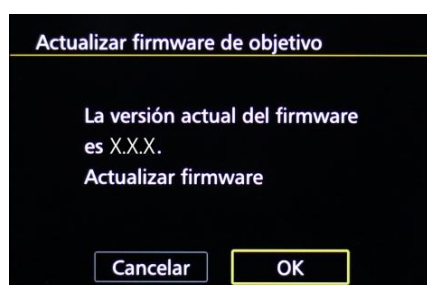 Actualizar firmware de objetivo
La versión actual del firmware
es X.X.X.
Actualizar firmware
Cancelar OK